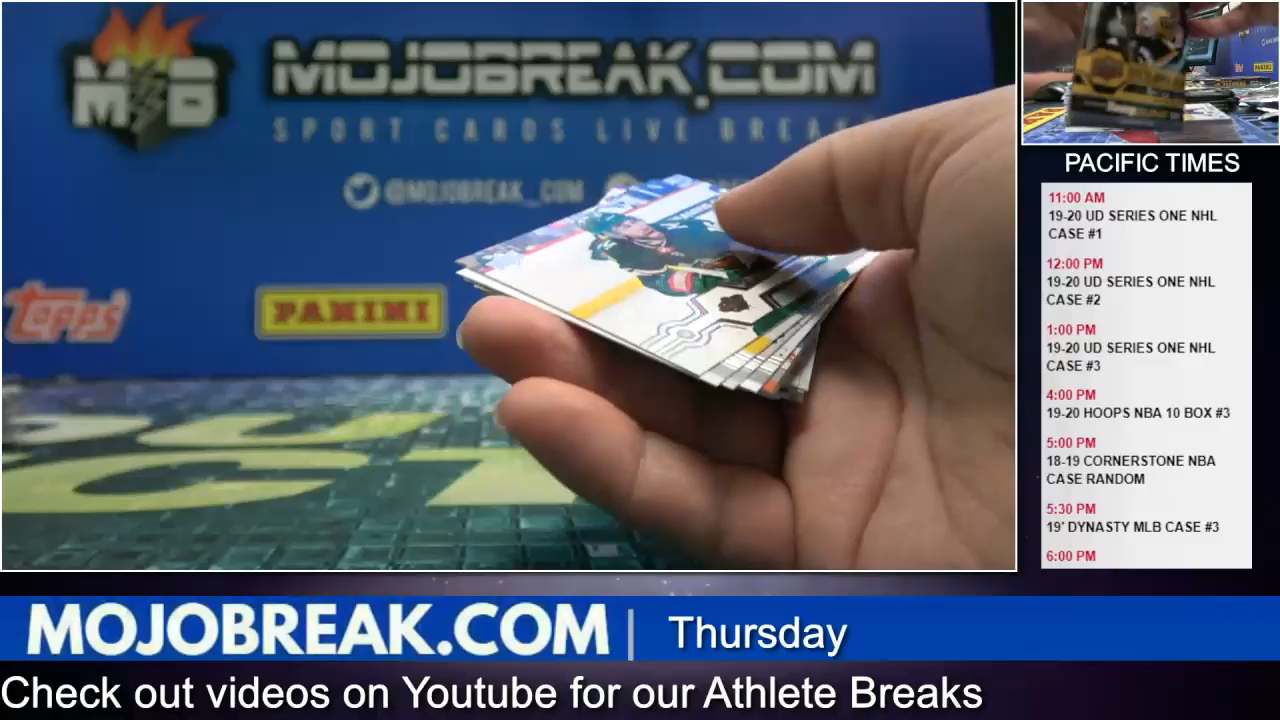 MOJOBREAK.COM
MB
SPORT CARDS LIVE BREAKS
@MOJOBREAK_COM
Topps
PANINI
PACIFIC TIMES
11:00 AM
19-20 UD SERIES ONE NHL
CASE #1
12:00 PM
19-20 UD SERIES ONE NHL
CASE #2
1:00 PM
19-20 UD SERIES ONE NHL
CASE #3
4:00 PM
19-20 HOOPS NBA 10 BOX #3
5:00 PM
18-19 CORNERSTONE NBA
CASE RANDOM
5:30 PM
19' DYNASTY MLB CASE #3
6:00 PM
MOJOBREAK.COM | Thursday
Check out videos on Youtube for our Athlete Breaks